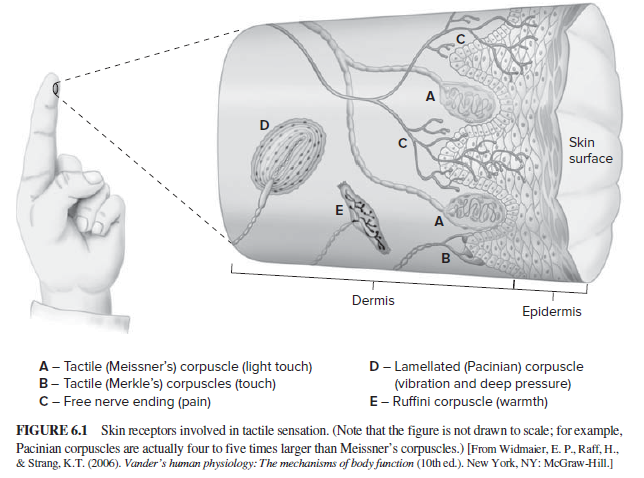 C
A
D
C
Skin
surface
E
A
B
Dermis
Epidermis
A – Tactile (Meissner's) corpuscle (light touch)
B – Tactile (Merkle's) corpuscles (touch)
C – Free nerve ending (pain)
D – Lamellated (Pacinian) corpuscle
(vibration and deep pressure)
E – Ruffini corpuscle (warmth)
FIGURE 6.1 Skin receptors involved in tactile sensation. (Note that the figure is not drawn to scale; for example,
Pacinian corpuscles are actually four to five times larger than Meissner's corpuscles.) [From Widmaier, E. P., Raff, H.,
& Strang, K.T. (2006). Vander's human physiology: The mechanisms of body function (10th ed.). New York, NY: McGraw-Hill.]